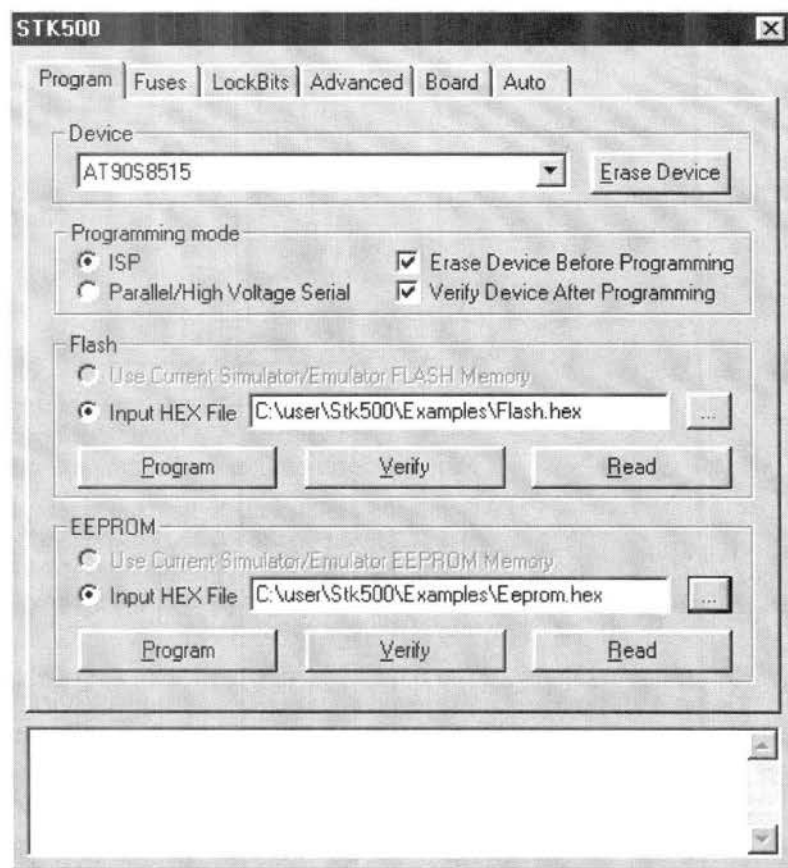 STK500
Program Fuses LockBits Advanced Board Auto
Device
AT90S8515 Erase Device
Programming mode
ISP Erase Device Before Programming
Parallel/High Voltage Serial Verify Device After Programming
Flash
Use Current Simulator/Emulator FLASH Memory
Input HEX File C:\user\Stk500\Examples\Flash.hex ...
Program Verify Read
EEPROM
Use Current Simulator/Emulator EEPROM Memory
Input HEX File C:\user\Stk500\Examples\Eeprom.hex ...
Program Verify Read